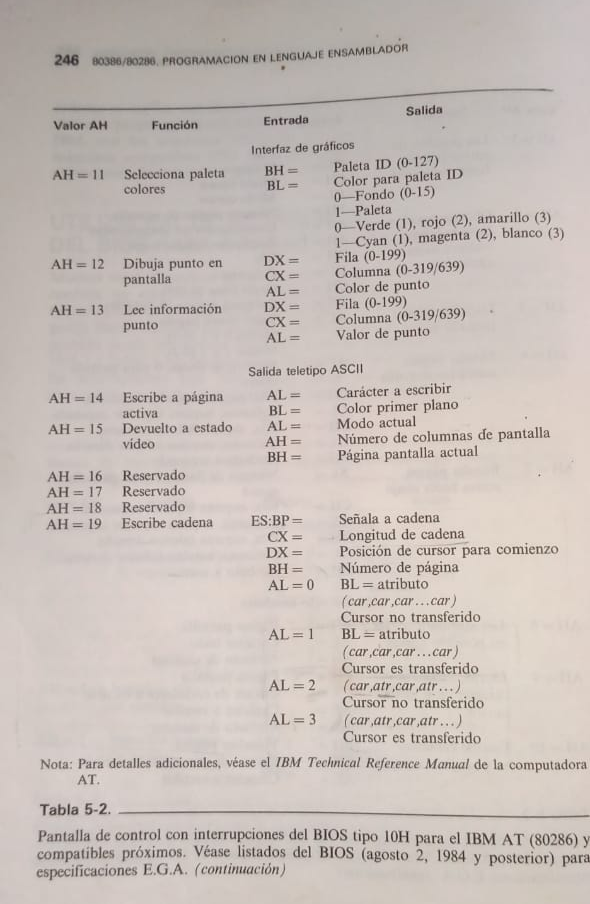 246 80386/80286. PROGRAMACION EN LENGUAJE ENSAMBLADOR
Valor AH Función Entrada Salida
Interfaz de gráficos
AH = 11 Selecciona paleta BH = Paleta ID (0-127)
colores BL = Color para paleta ID
0—Fondo (0-15)
1—Paleta
0—Verde (1), rojo (2), amarillo (3)
1—Cyan (1), magenta (2), blanco (3)
AH = 12 Dibuja punto en DX = Fila (0-199)
pantalla CX = Columna (0-319/639)
AL = Color de punto
AH = 13 Lee información DX = Fila (0-199)
punto CX = Columna (0-319/639)
AL = Valor de punto
Salida teletipo ASCII
AH = 14 Escribe a página AL = Carácter a escribir
activa BL = Color primer plano
AH = 15 Devuelto a estado AL = Modo actual
video AH = Número de columnas de pantalla
BH = Página pantalla actual
AH = 16 Reservado
AH = 17 Reservado
AH = 18 Reservado
AH = 19 Escribe cadena ES:BP = Señala a cadena
CX = Longitud de cadena
DX = Posición de cursor para comienzo
BH = Número de página
AL = 0 BL = atributo
(car,car,car...car)
Cursor no transferido
AL = 1 BL = atributo
(car,car,car...car)
Cursor es transferido
AL = 2 (car,atr,car,atr...)
Cursor no transferido
AL = 3 (car,atr,car,atr...)
Cursor es transferido
Nota: Para detalles adicionales, véase el IBM Technical Reference Manual de la computadora
AT.
Tabla 5-2.
Pantalla de control con interrupciones del BIOS tipo 10H para el IBM AT (80286) y
compatibles próximos. Véase listados del BIOS (agosto 2, 1984 y posterior) para
especificaciones E.G.A. (continuación)